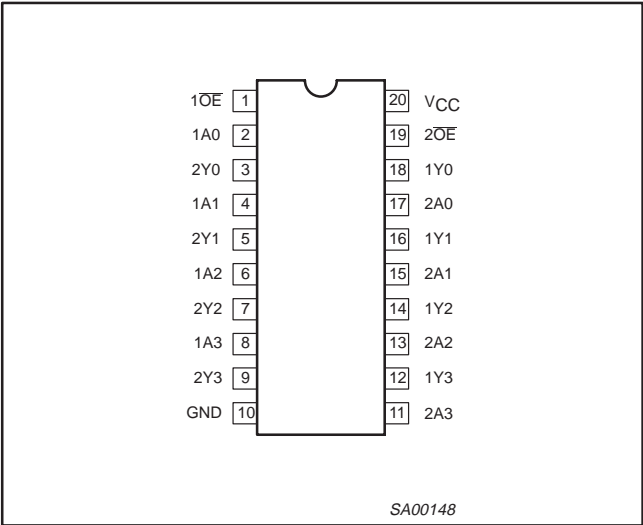 1O̅E̅ 1 20 VCC
1A0 2 19 2O̅E̅
2Y0 3 18 1Y0
1A1 4 17 2A0
2Y1 5 16 1Y1
1A2 6 15 2A1
2Y2 7 14 1Y2
1A3 8 13 2A2
2Y3 9 12 1Y3
GND 10 11 2A3
SA00148